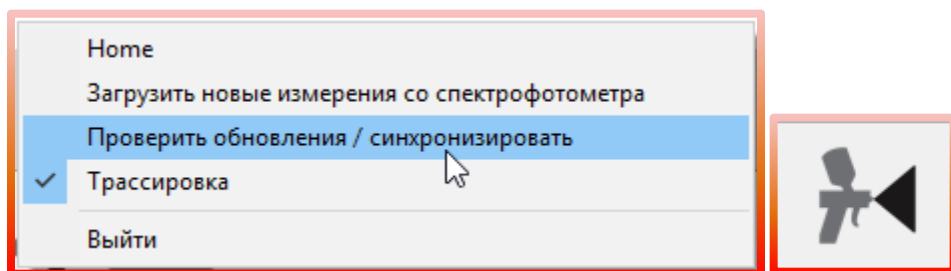 Home
Загрузить новые измерения со спектрофотометра
Проверить обновления / синхронизировать
Трассировка
Выйти